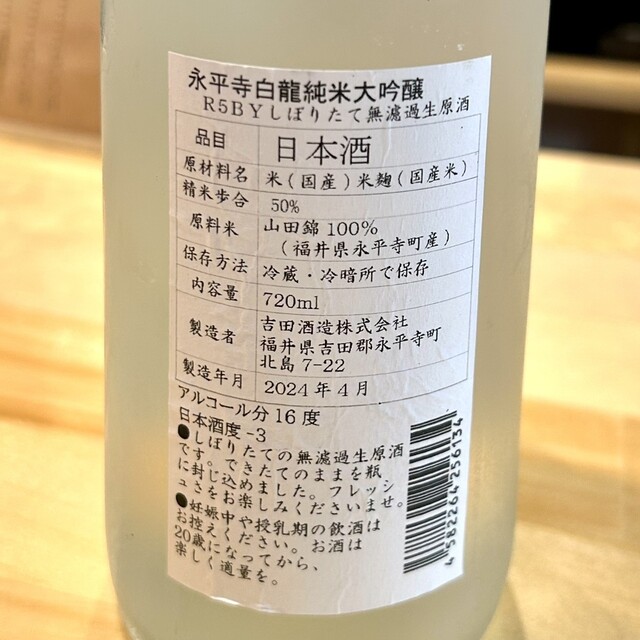 永平寺白龍純米大吟醸
R5BYしぼりたて無濾過生原酒
品目 日本酒
原材料名 米(国産)米麹(国産米)
精米歩合 50%
原料米 山田錦100%
(福井県永平寺町産)
保存方法 冷蔵・冷暗所で保存
内容量 720ml
製造者 吉田酒造株式会社
福井県吉田郡永平寺町
北島7-22
製造年月 2024年4月
アルコール分16度
日本酒度-3
●しぼりたての無濾過生原酒
です。できたてのままを瓶
に封じ込めました。フレッシ
ュさをお楽しみくださいませ。
●妊娠中や授乳期の飲酒は
お控えください。お酒は
20歳になってから、
楽しく適量を。
4582264256134